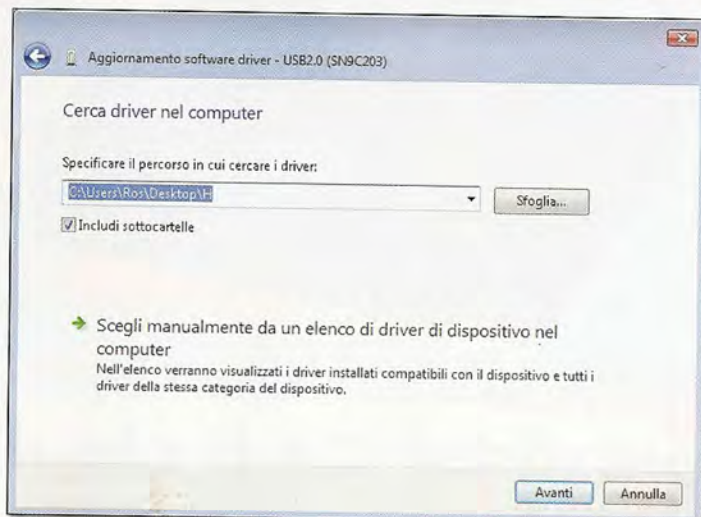 Aggiornamento software driver - USB2.0 (SN9C203)
Cerca driver nel computer
Specificare il percorso in cui cercare i driver:
C:\Users\Ros\Desktop\H
Sfoglia...
Includi sottocartelle
Scegli manualmente da un elenco di driver di dispositivo nel
computer
Nell'elenco verranno visualizzati i driver installati compatibili con il dispositivo e tutti i
driver della stessa categoria del dispositivo.
Avanti
Annulla